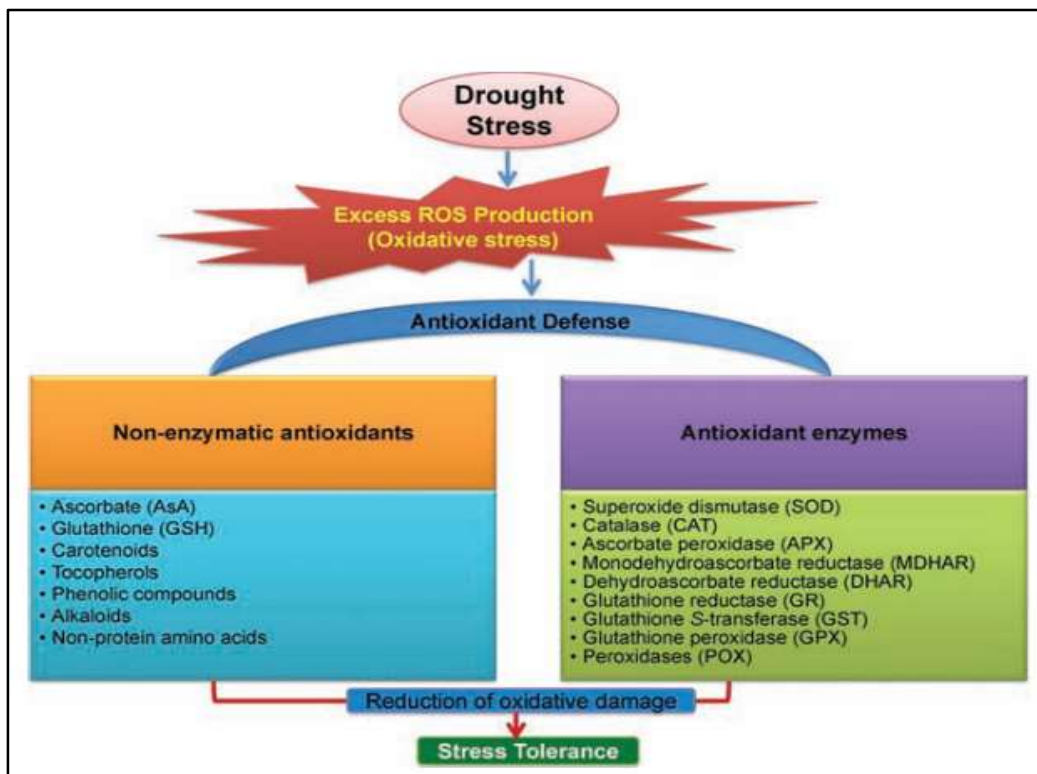 Drought
Stress
Excess ROS Production
(Oxidative stress)
Antioxidant Defense
Non-enzymatic antioxidants
• Ascorbate (AsA)
• Glutathione (GSH)
• Carotenoids
• Tocopherols
• Phenolic compounds
• Alkaloids
• Non-protein amino acids
Antioxidant enzymes
• Superoxide dismutase (SOD)
• Catalase (CAT)
• Ascorbate peroxidase (APX)
• Monodehydroascorbate reductase (MDHAR)
• Dehydroascorbate reductase (DHAR)
• Glutathione reductase (GR)
• Glutathione S-transferase (GST)
• Glutathione peroxidase (GPX)
• Peroxidases (POX)
Reduction of oxidative damage
Stress Tolerance